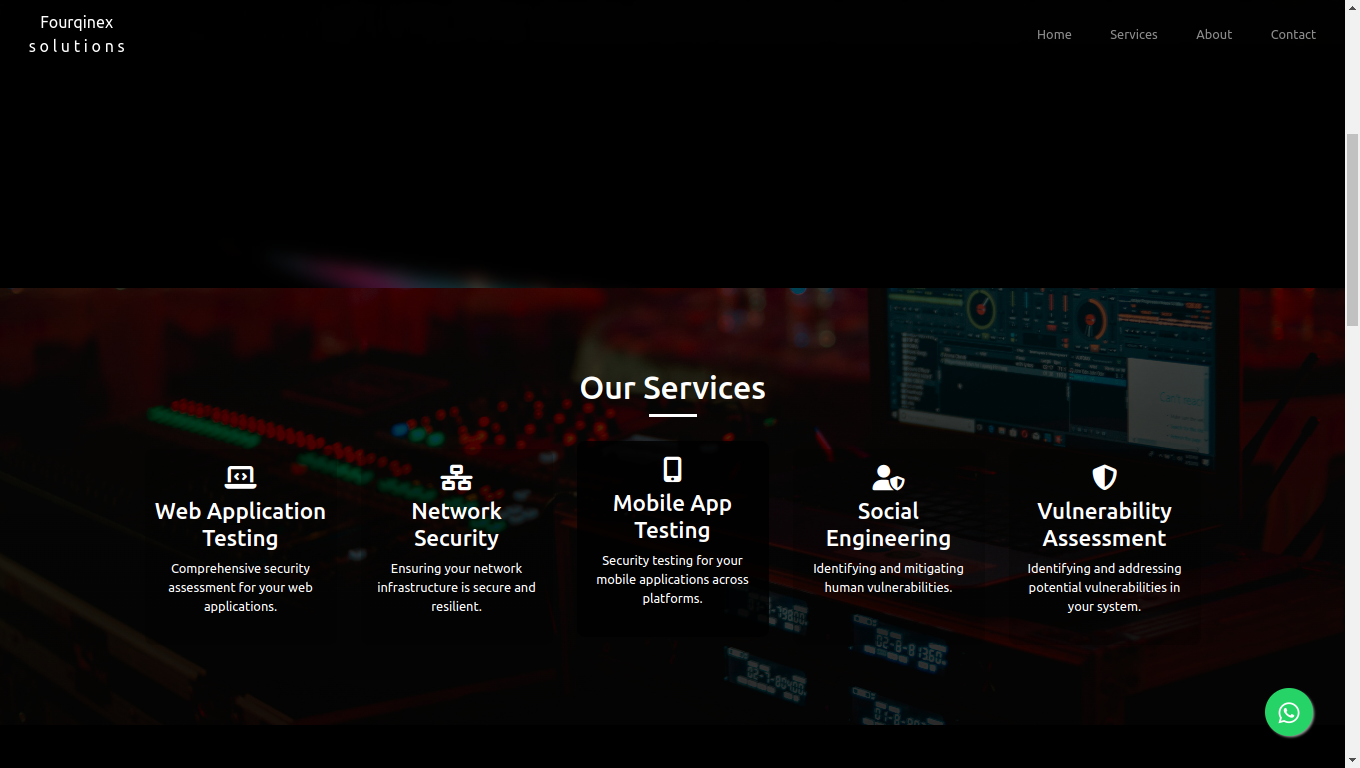 Fourqinex
solutions
Home Services About Contact
Our Services
Web Application
Testing
Comprehensive security
assessment for your web
applications.
Network
Security
Ensuring your network
infrastructure is secure and
resilient.
Mobile App
Testing
Security testing for your
mobile applications across
platforms.
Social
Engineering
Identifying and mitigating
human vulnerabilities.
Vulnerability
Assessment
Identifying and addressing
potential vulnerabilities in
your system.